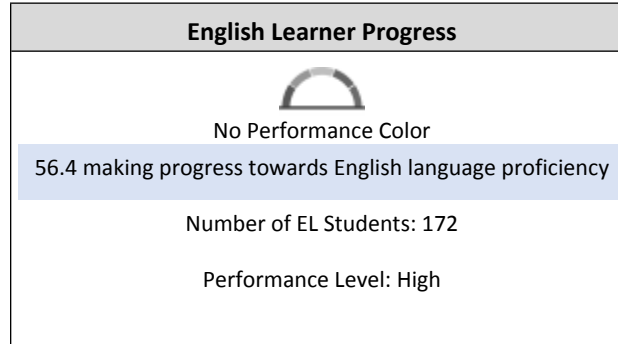 English Learner Progress
No Performance Color
56.4 making progress towards English language proficiency
Number of EL Students: 172
Performance Level: High